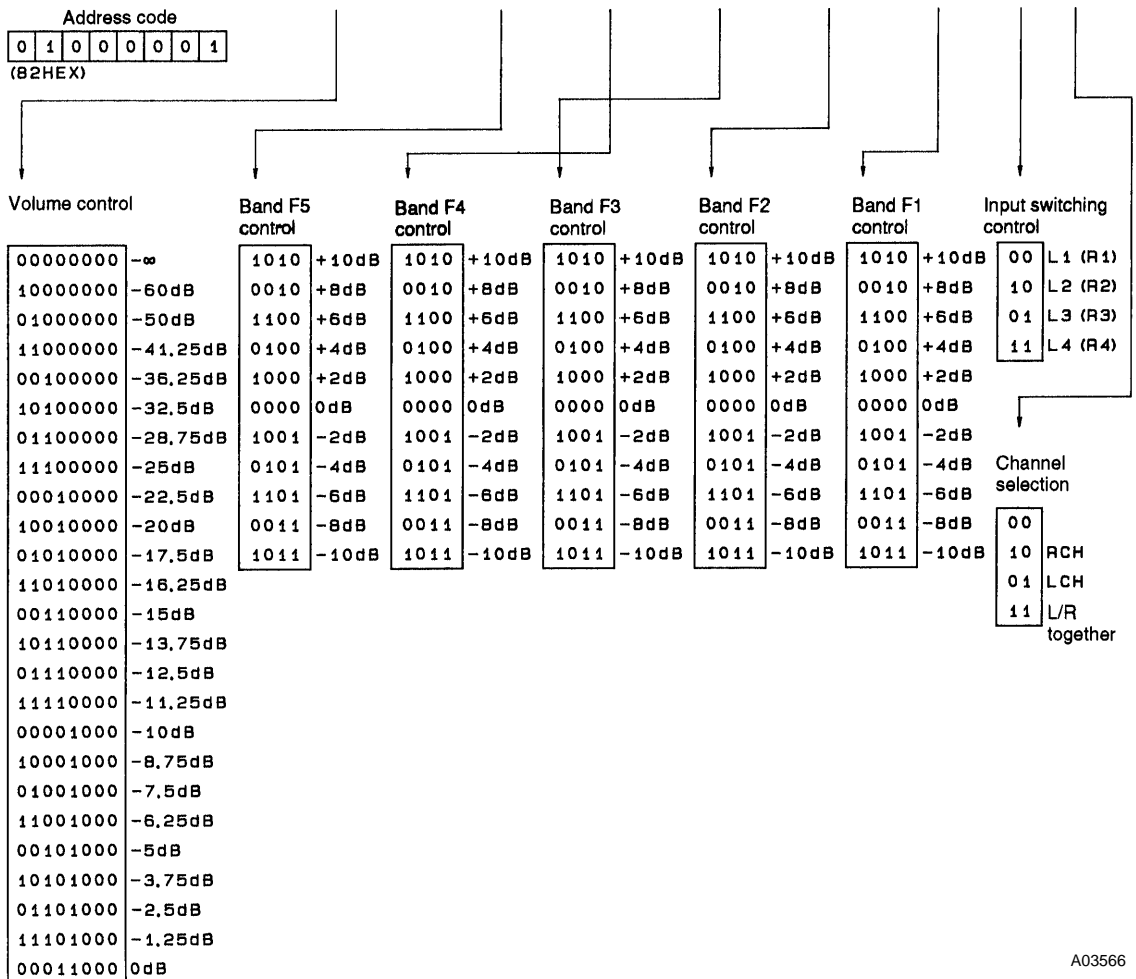 Address code
0 1 0 0 0 0 0 1
(82HEX)
Volume control
Band F5 control
Band F4 control
Band F3 control
Band F2 control
Band F1 control
Input switching control
00000000 -∞ 1010 +10dB 1010 +10dB 1010 +10dB 1010 +10dB 1010 +10dB 00 L1 (R1)
10000000 -60dB 0010 +8dB 0010 +8dB 0010 +8dB 0010 +8dB 0010 +8dB 10 L2 (R2)
01000000 -50dB 1100 +6dB 1100 +6dB 1100 +6dB 1100 +6dB 1100 +6dB 01 L3 (R3)
11000000 -41.25dB 0100 +4dB 0100 +4dB 0100 +4dB 0100 +4dB 0100 +4dB 11 L4 (R4)
00100000 -36.25dB 1000 +2dB 1000 +2dB 1000 +2dB 1000 +2dB 1000 +2dB
10100000 -32.5dB 0000 0dB 0000 0dB 0000 0dB 0000 0dB 0000 0dB
01100000 -28.75dB 1001 -2dB 1001 -2dB 1001 -2dB 1001 -2dB 1001 -2dB
11100000 -25dB 0101 -4dB 0101 -4dB 0101 -4dB 0101 -4dB 0101 -4dB
00010000 -22.5dB 1101 -6dB 1101 -6dB 1101 -6dB 1101 -6dB 1101 -6dB
10010000 -20dB 0011 -8dB 0011 -8dB 0011 -8dB 0011 -8dB 0011 -8dB
01010000 -17.5dB 1011 -10dB 1011 -10dB 1011 -10dB 1011 -10dB 1011 -10dB
11010000 -16.25dB
00110000 -15dB
10110000 -13.75dB
01110000 -12.5dB
11110000 -11.25dB
00001000 -10dB
10001000 -8.75dB
01001000 -7.5dB
11001000 -6.25dB
00101000 -5dB
10101000 -3.75dB
01101000 -2.5dB
11101000 -1.25dB
00011000 0dB
Channel
selection
00
10 RCH
01 LCH
11 L/R
together
A03566